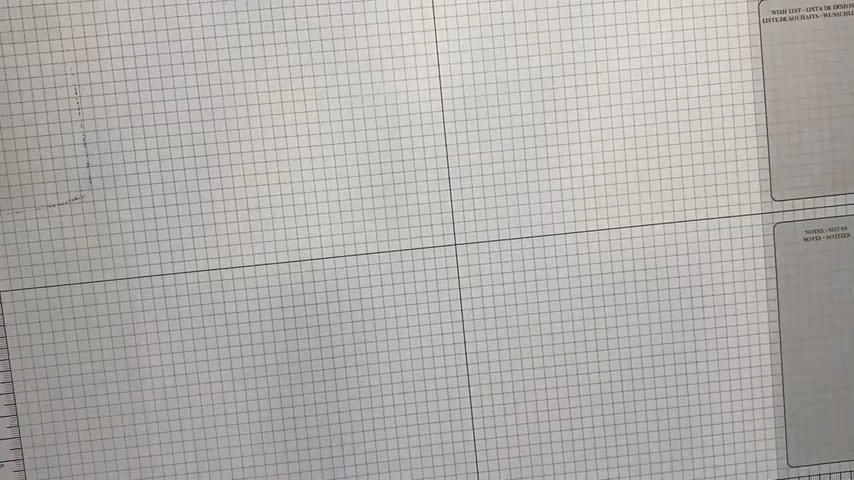 WISH LIST - LISTA DE DESEOS
LISTE DE SOUHAITS - WUNSCHLI
NOTES - NOTAS
NOTES - NOTIZEN